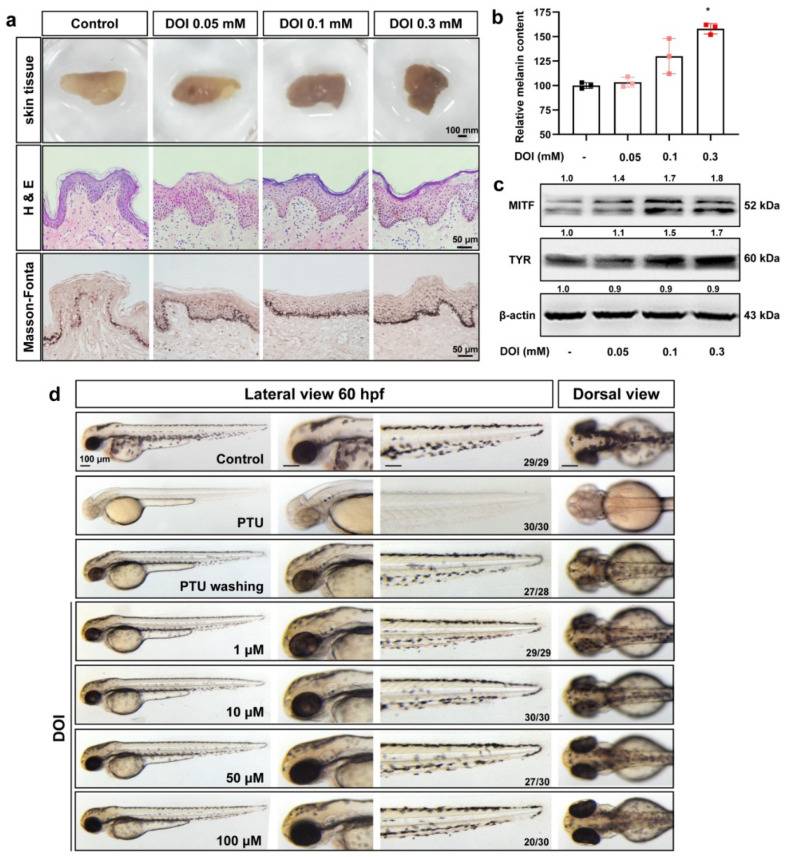 a
Control DOI 0.05 mM DOI 0.1 mM DOI 0.3 mM
skin tissue
100 mm
H & E
50 µm
Masson-Fonta
50 µm
b
Relative melanin content
175
150
125
100
75
50
*
DOI (mM) - 0.05 0.1 0.3
c
1.0 1.4 1.7 1.8
MITF 52 kDa
1.0 1.1 1.5 1.7
TYR 60 kDa
1.0 0.9 0.9 0.9
β-actin 43 kDa
DOI (mM) - 0.05 0.1 0.3
d
Lateral view 60 hpf Dorsal view
100 µm
Control 29/29
PTU 30/30
PTU washing 27/28
DOI
1 µM 29/29
10 µM 30/30
50 µM 27/30
100 µM 20/30